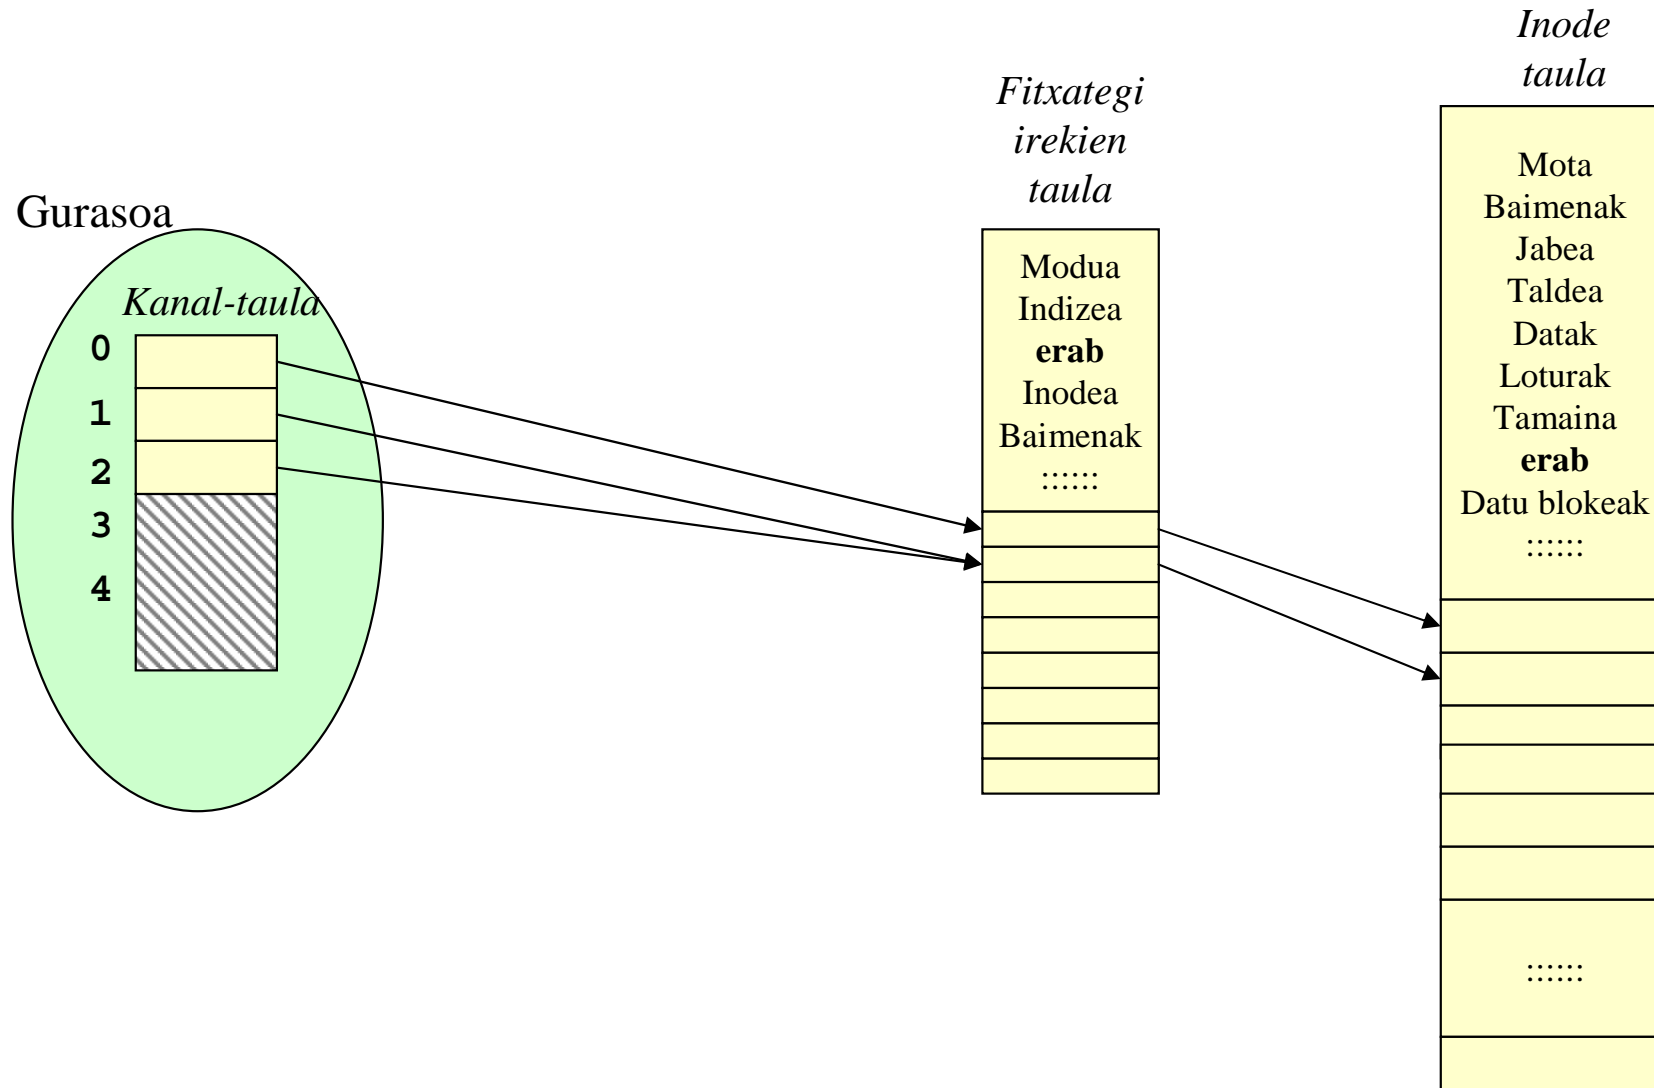 Gurasoa
Kanal-taula
0
1
2
3
4
Fitxategi
irekien
taula
Modua
Indizea
erab
Inodea
Baimenak
::::::
Inode
taula
Mota
Baimenak
Jabea
Taldea
Datak
Loturak
Tamaina
erab
Datu blokeak
::::::
::::::